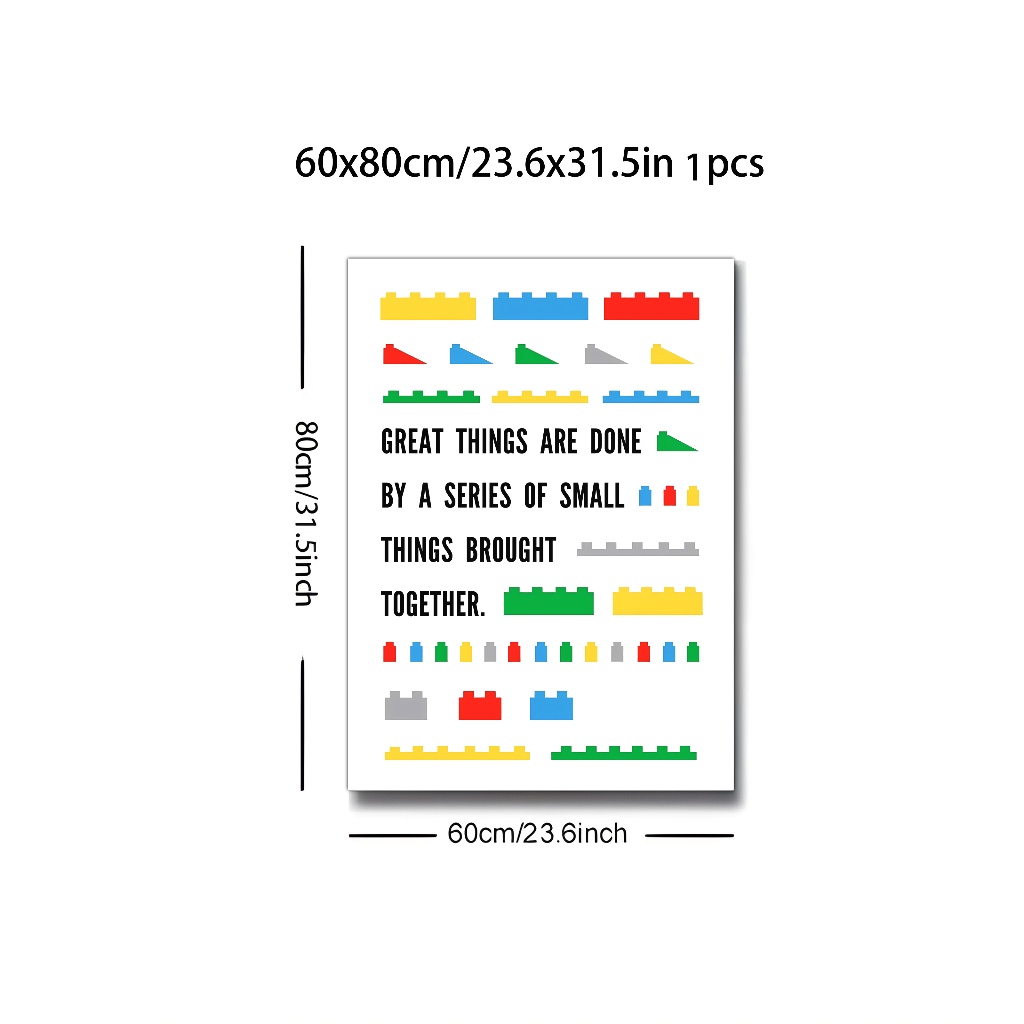 60x80cm/23.6x31.5in 1pcs
80cm/31.5inch
GREAT THINGS ARE DONE
BY A SERIES OF SMALL
THINGS BROUGHT
TOGETHER.
60cm/23.6inch